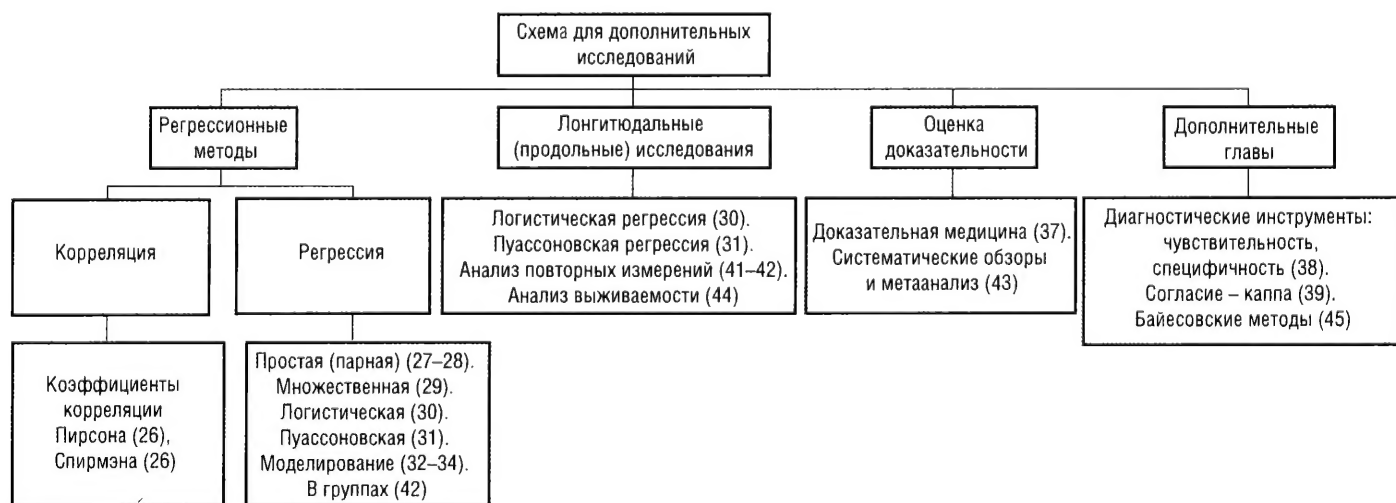 Схема для дополнительных
исследований
Регрессионные
методы
Лонгитюдальные
(продольные) исследования
Оценка
доказательности
Дополнительные
главы
Корреляция
Регрессия
Логистическая регрессия (30).
Пуассоновская регрессия (31).
Анализ повторных измерений (41–42).
Анализ выживаемости (44)
Доказательная медицина (37).
Систематические обзоры
и метаанализ (43)
Диагностические инструменты:
чувствительность,
специфичность (38).
Согласие – каппа (39).
Байесовские методы (45)
Коэффициенты
корреляции
Пирсона (26),
Спирмэна (26)
Простая (парная) (27–28).
Множественная (29).
Логистическая (30).
Пуассоновская (31).
Моделирование (32–34).
В группах (42)